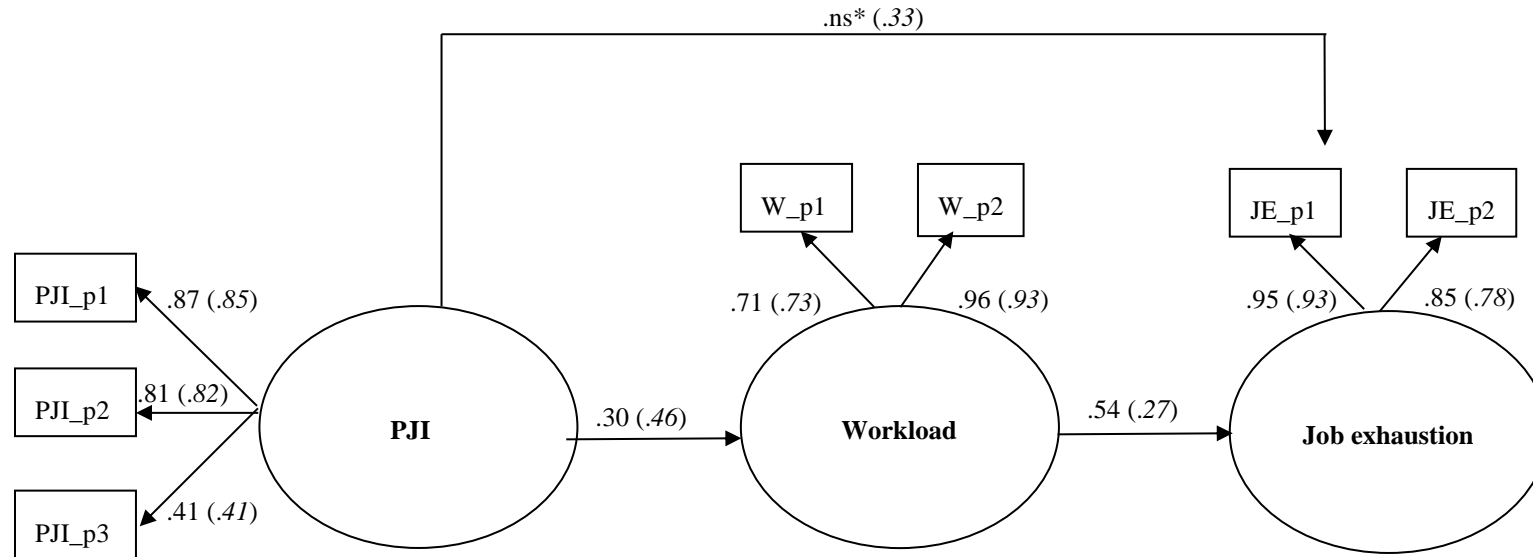 .ns* (.33)
W_p1
W_p2
JE_p1
JE_p2
PJI_p1
.87 (.85)
.71 (.73)
.96 (.93)
.95 (.93)
.85 (.78)
PJI_p2
.81 (.82)
PJI
.30 (.46)
Workload
.54 (.27)
Job exhaustion
PJI_p3
.41 (.41)